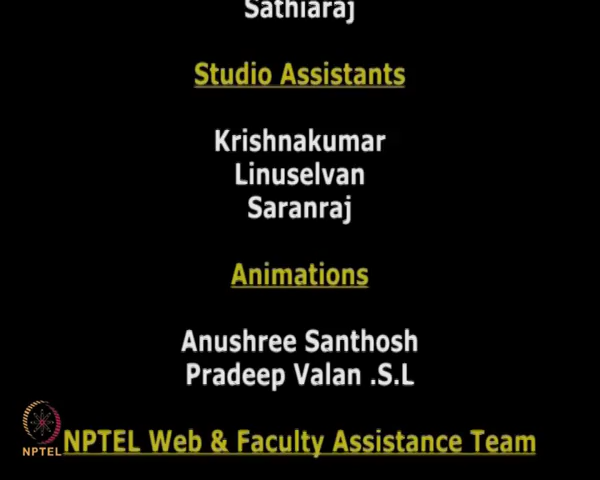 Sathiaraj
Studio Assistants
Krishnakumar
Linuselvan
Saranraj
Animations
Anushree Santhosh
Pradeep Valan .S.L
NPTEL Web & Faculty Assistance Team
NPTEL